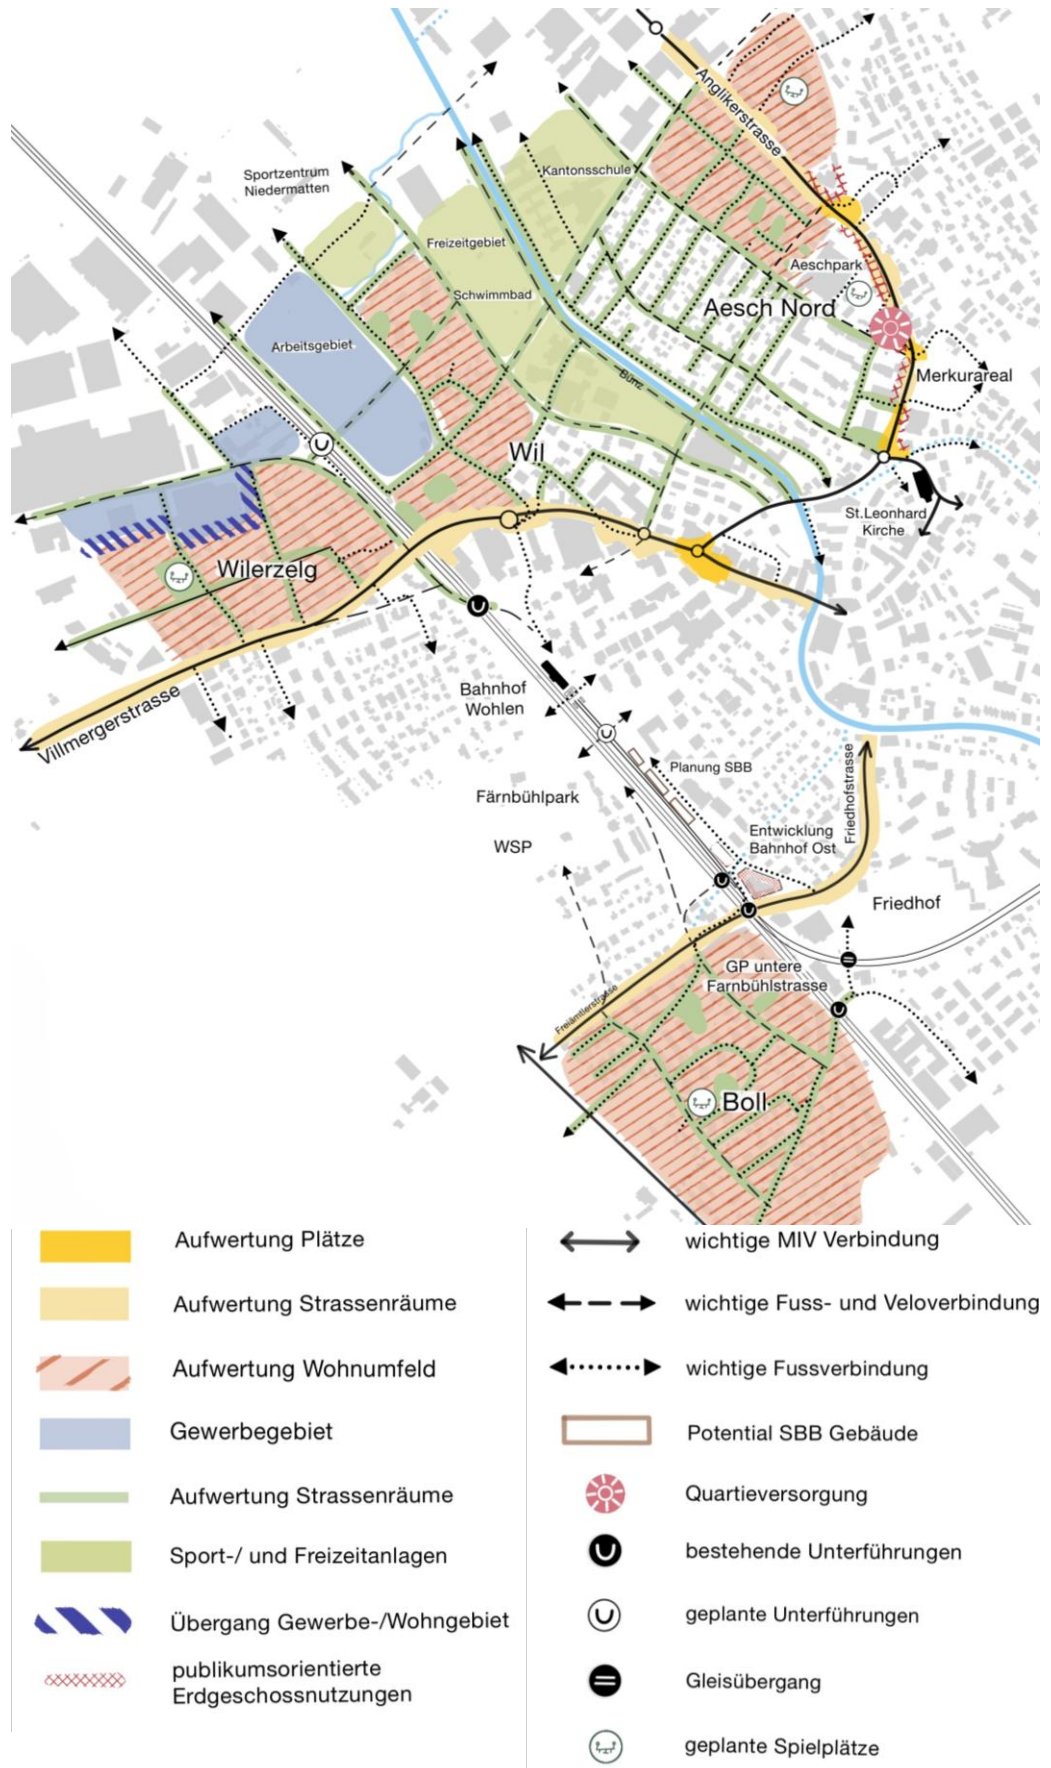 Anglikerstrasse
Sportzentrum
Niedermatten
Kantonsschule
Freizeitgebiet
Aeschpark
Schwimmbad
Aesch Nord
Arbeitsgebiet
Bünz
Merkurareal
Wil
St.Leonhard
Kirche
Wilerzelg
Villmergerstrasse
Bahnhof
Wohlen
Planung SBB
Färnbühlpark
Friedhofstrasse
Entwicklung
Bahnhof Ost
WSP
Friedhof
GP untere
Farnbühlstrasse
Freiämterstrasse
Boll
Aufwertung Plätze
Aufwertung Strassenräume
Aufwertung Wohnumfeld
Gewerbegebiet
Aufwertung Strassenräume
Sport-/ und Freizeitanlagen
Übergang Gewerbe-/Wohngebiet
publikumsorientierte
Erdgeschossnutzungen
wichtige MIV Verbindung
wichtige Fuss- und Veloverbindung
wichtige Fussverbindung
Potential SBB Gebäude
Quartieversorgung
bestehende Unterführungen
geplante Unterführungen
Gleisübergang
geplante Spielplätze